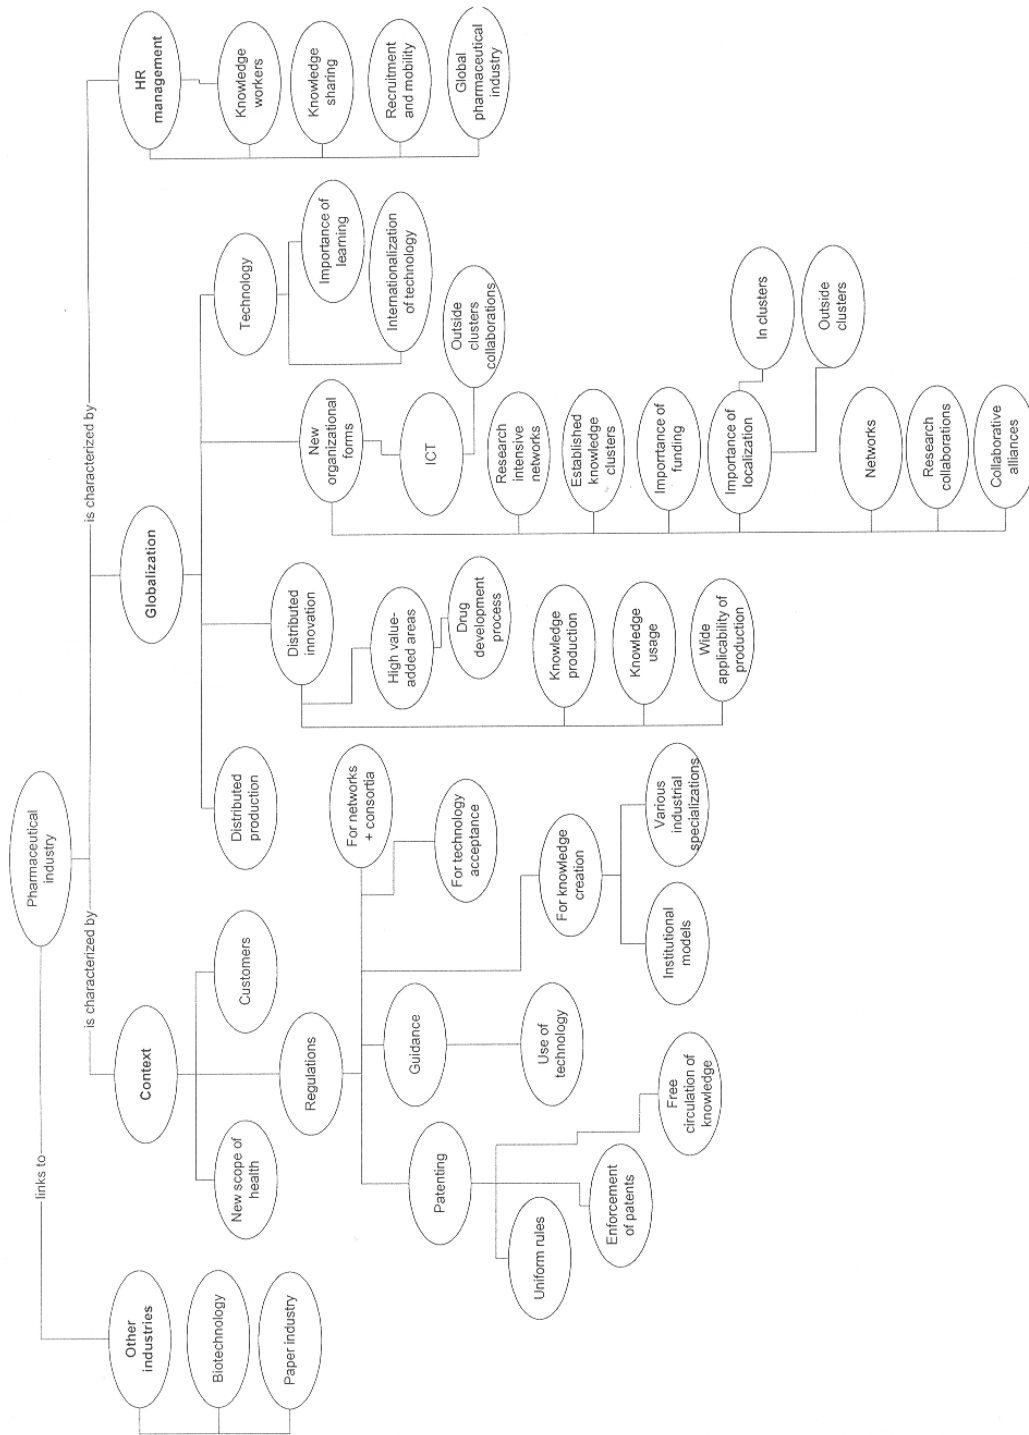 Pharmaceutical
industry
links to
is characterized by
is characterized by
Other
industries
Biotechnology
Paper industry
Context
New scope of
health
Customers
Regulations
Patenting
Uniform rules
Enforcement
of patents
Free
circulation of
knowledge
Guidance
Use of
technology
For networks
+ consortia
For technology
acceptance
For knowledge
creation
Institutional
models
Various
industrial
specializations
Globalization
Distributed
production
Distributed
innovation
High value-
added areas
Drug
development
process
Knowledge
production
Knowledge
usage
Wide
applicability of
production
New
organizational
forms
ICT
Outside
clusters
collaborations
Research
intensive
networks
Established
knowledge
clusters
Imporrtance of
funding
Importance of
localization
In clusters
Outside
clusters
Networks
Research
collaborations
Collaborative
alliances
Technology
Importance of
learning
Internationalization
of technology
HR
management
Knowledge
workers
Knowledge
sharing
Recruitment
and mobility
Global
pharmaceutical
industry